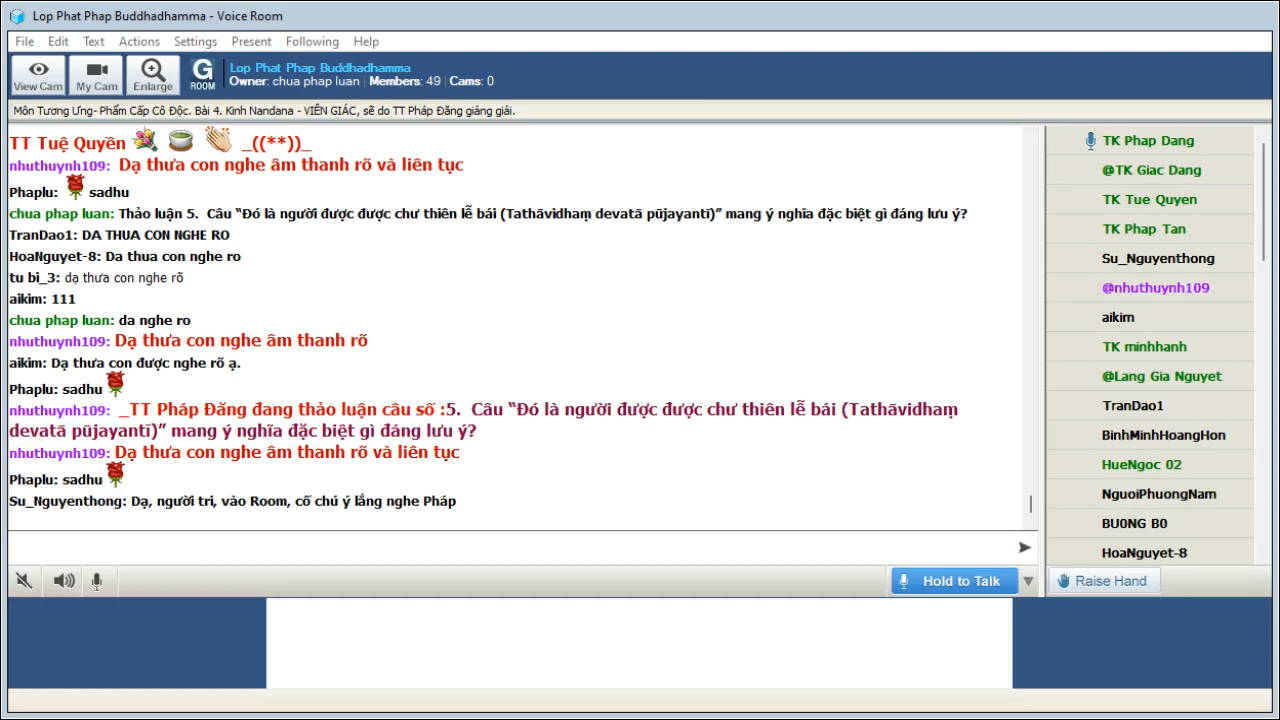 Lop Phat Phap Buddhadhamma - Voice Room
File Edit Text Actions Settings Present Following Help
View Cam My Cam Enlarge G ROOM
Lop Phat Phap Buddhadhamma
Owner: chua phap luan Members: 49 Cams: 0
Môn Tương Ưng- Phẩm Cấp Cô Độc. Bài 4. Kinh Nandana - VIÊN GIÁC, sẽ do TT Pháp Đăng giảng giải.
TT Tuệ Quyền _((**))_
nhuthuynh109: Dạ thưa con nghe âm thanh rõ và liên tục
Phaplu: sadhu
chua phap luan: Thảo luận 5. Câu “Đó là người được được chư thiên lễ bái (Tathāvidhaṃ devatā pūjayantī)” mang ý nghĩa đặc biệt gì đáng lưu ý?
TranDao1: DA THUA CON NGHE RO
HoaNguyet-8: Da thua con nghe ro
tu bi_3: dạ thưa con nghe rõ
aikim: 111
chua phap luan: da nghe ro
nhuthuynh109: Dạ thưa con nghe âm thanh rõ
aikim: Dạ thưa con được nghe rõ ạ.
Phaplu: sadhu
nhuthuynh109: _TT Pháp Đăng đang thảo luận câu số :5. Câu “Đó là người được được chư thiên lễ bái (Tathāvidhaṃ
devatā pūjayantī)” mang ý nghĩa đặc biệt gì đáng lưu ý?
nhuthuynh109: Dạ thưa con nghe âm thanh rõ và liên tục
Phaplu: sadhu
Su_Nguyenthong: Dạ, người tri, vào Room, cố chú ý lắng nghe Pháp
TK Phap Dang
@TK Giac Dang
TK Tue Quyen
TK Phap Tan
Su_Nguyenthong
@nhuthuynh109
aikim
TK minhhanh
@Lang Gia Nguyet
TranDao1
BinhMinhHoangHon
HueNgoc 02
NguoiPhuongNam
BU0NG B0
HoaNguyet-8
Hold to Talk
Raise Hand